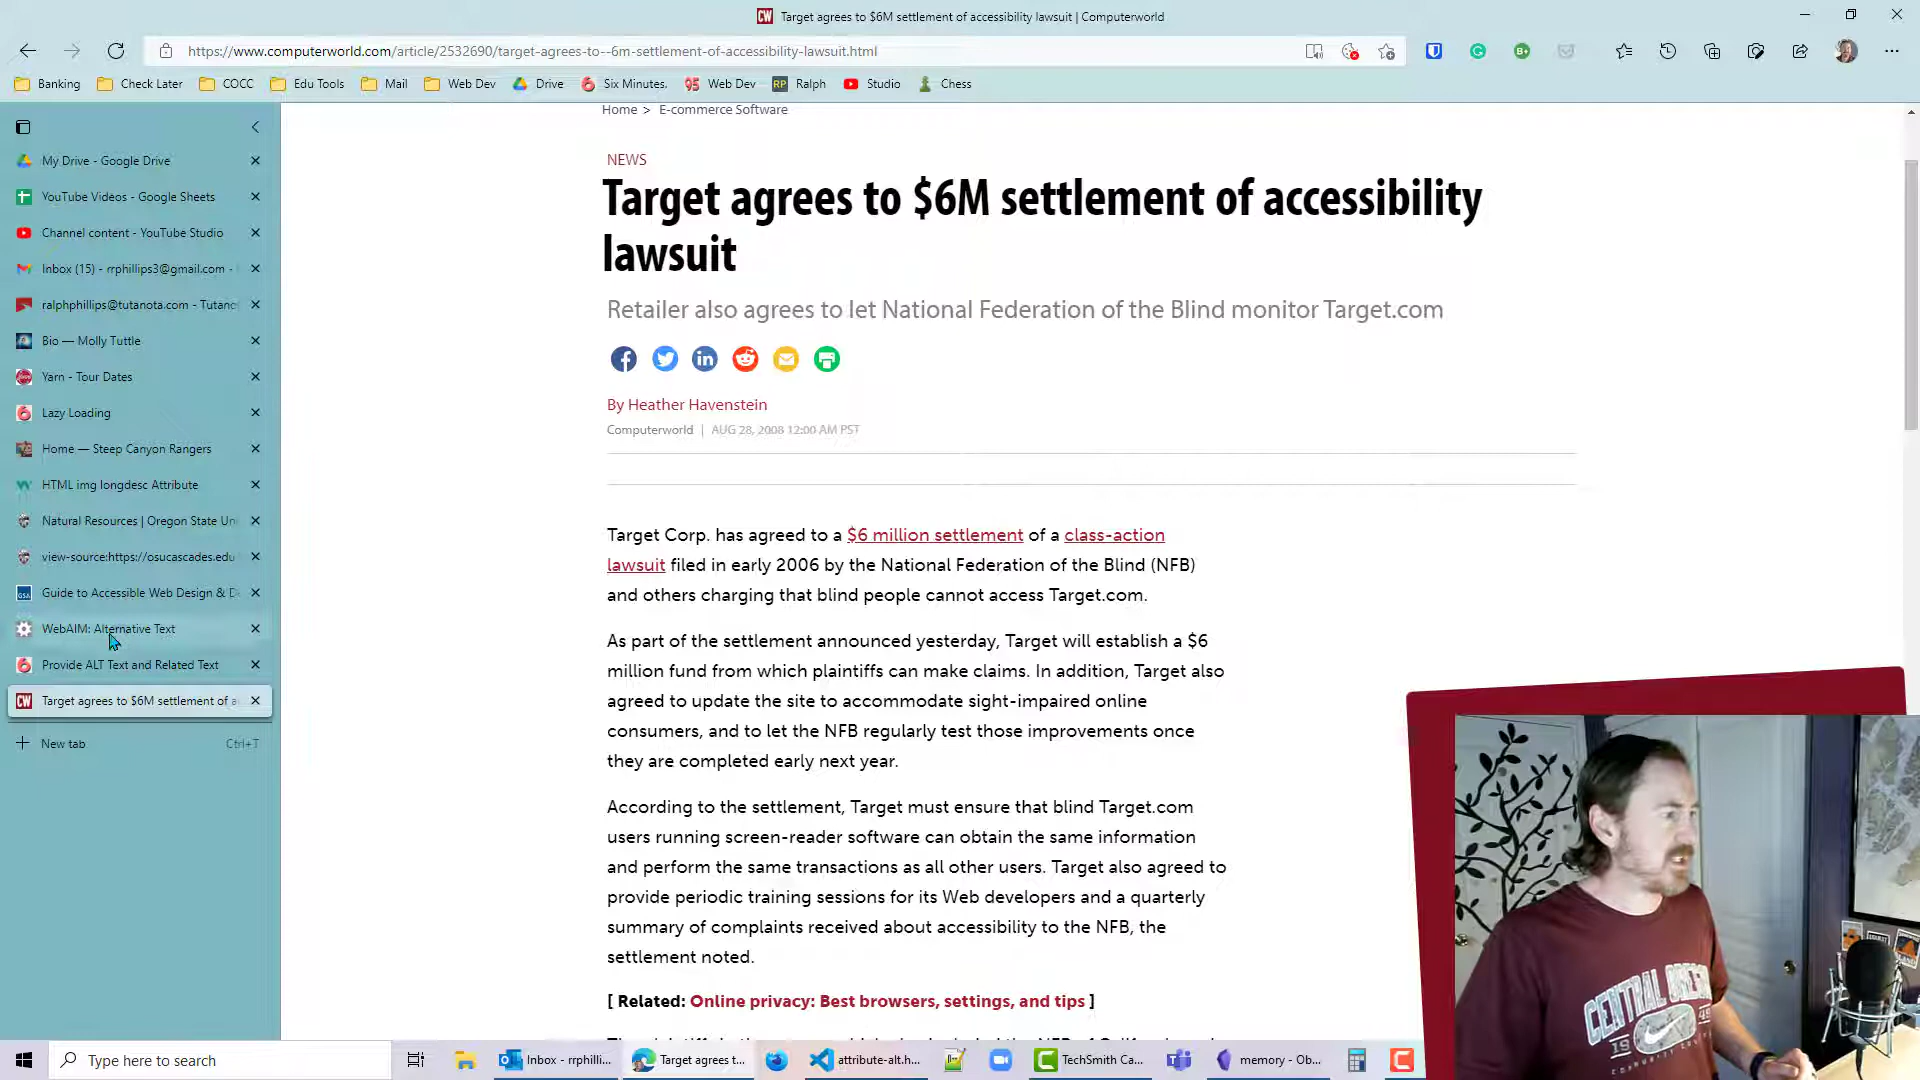 Target agrees to $6M settlement of accessibility lawsuit | Computerworld
https://www.computerworld.com/article/2532690/target-agrees-to--6m-settlement-of-accessibility-lawsuit.html
Banking
Check Later
COCC
Edu Tools
Mail
Web Dev
Drive
Six Minutes.
Web Dev
Ralph
Studio
Chess
My Drive - Google Drive
YouTube Videos - Google Sheets
Channel content - YouTube Studio
Inbox (15) - rrphillips3@gmail.com -
ralphphillips@tutanota.com - Tutano
Bio — Molly Tuttle
Yarn - Tour Dates
Lazy Loading
Home — Steep Canyon Rangers
HTML img longdesc Attribute
Natural Resources | Oregon State Un
view-source:https://osucascades.edu
Guide to Accessible Web Design & D
WebAIM: Alternative Text
Provide ALT Text and Related Text
Target agrees to $6M settlement of a
New tab Ctrl+T
Home > E-commerce Software
NEWS
Target agrees to $6M settlement of accessibility
lawsuit
Retailer also agrees to let National Federation of the Blind monitor Target.com
By Heather Havenstein
Computerworld | AUG 28, 2008 12:00 AM PST
Target Corp. has agreed to a $6 million settlement of a class-action
lawsuit filed in early 2006 by the National Federation of the Blind (NFB)
and others charging that blind people cannot access Target.com.
As part of the settlement announced yesterday, Target will establish a $6
million fund from which plaintiffs can make claims. In addition, Target also
agreed to update the site to accommodate sight-impaired online
consumers, and to let the NFB regularly test those improvements once
they are completed early next year.
According to the settlement, Target must ensure that blind Target.com
users running screen-reader software can obtain the same information
and perform the same transactions as all other users. Target also agreed to
provide periodic training sessions for its Web developers and a quarterly
summary of complaints received about accessibility to the NFB, the
settlement noted.
[ Related: Online privacy: Best browsers, settings, and tips ]
CENTRAL
Type here to search
Inbox - rrphilli...
Target agrees t...
attribute-alt.h...
TechSmith Ca...
memory - Ob...